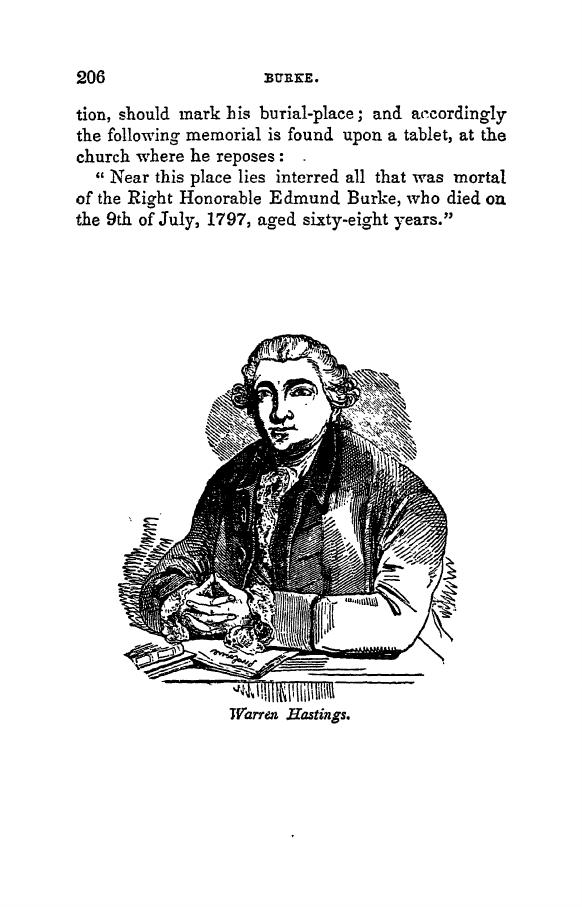 206 BURKE.
tion, should mark his burial-place; and accordingly
the following memorial is found upon a tablet, at the
church where he reposes:
“Near this place lies interred all that was mortal
of the Right Honorable Edmund Burke, who died on
the 9th of July, 1797, aged sixty-eight years.”
Warren Hastings.